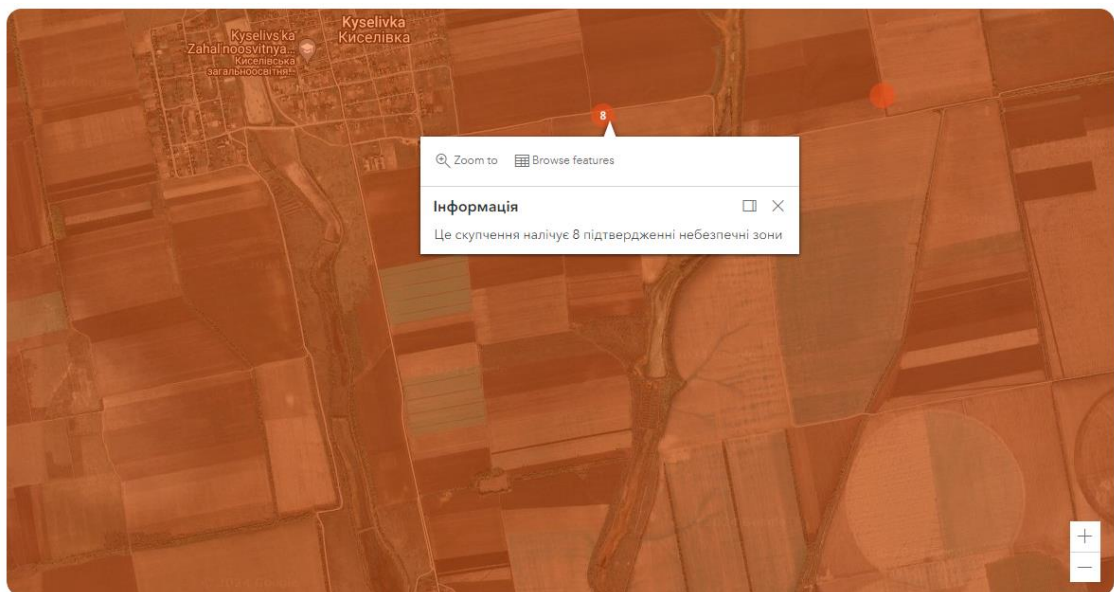 Kyselivka
Киселівка
Kyselivs'ka
Zahal'noosvitnya...
Киселівська
загальноосвітня...
8
Zoom to
Browse features
Інформація
Це скупчення налічує 8 підтвердженні небезпечні зони
+
−